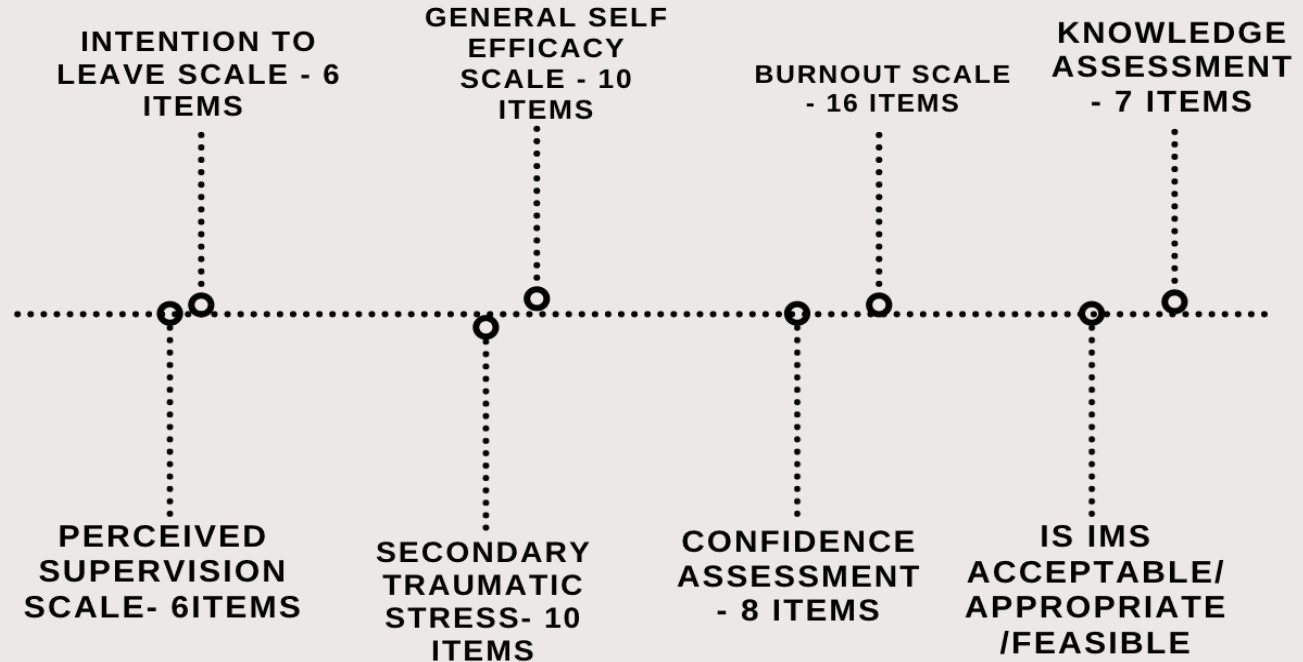 INTENTION TO
LEAVE SCALE - 6
ITEMS
GENERAL SELF
EFFICACY
SCALE - 10
ITEMS
BURNOUT SCALE
- 16 ITEMS
KNOWLEDGE
ASSESSMENT
- 7 ITEMS
PERCEIVED
SUPERVISION
SCALE- 6ITEMS
SECONDARY
TRAUMATIC
STRESS- 10
ITEMS
CONFIDENCE
ASSESSMENT
- 8 ITEMS
IS IMS
ACCEPTABLE/
APPROPRIATE
/FEASIBLE